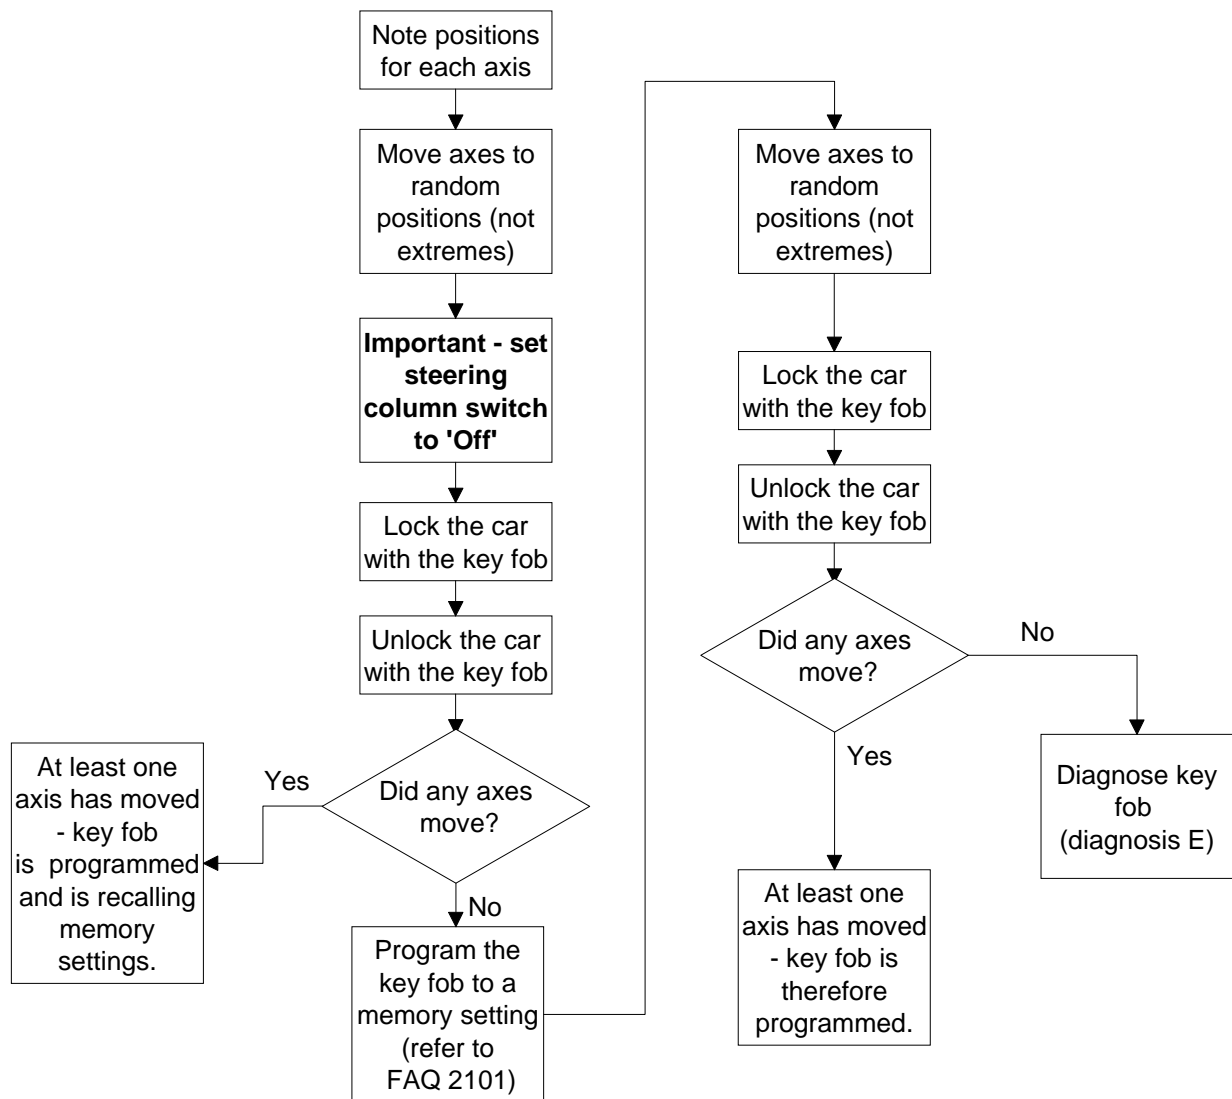 Note positions
for each axis
Move axes to
random
positions (not
extremes)
Important - set
steering
column switch
to 'Off'
Lock the car
with the key fob
Unlock the car
with the key fob
Did any axes
move?
Yes
At least one
axis has moved
- key fob
is  programmed
and is recalling
memory
settings.
No
Program the
key fob to a
memory setting
(refer to
FAQ 2101)
Move axes to
random
positions (not
extremes)
Lock the car
with the key fob
Unlock the car
with the key fob
Did any axes
move?
No
Diagnose key
fob
(diagnosis E)
Yes
At least one
axis has moved
- key fob is
therefore
programmed.